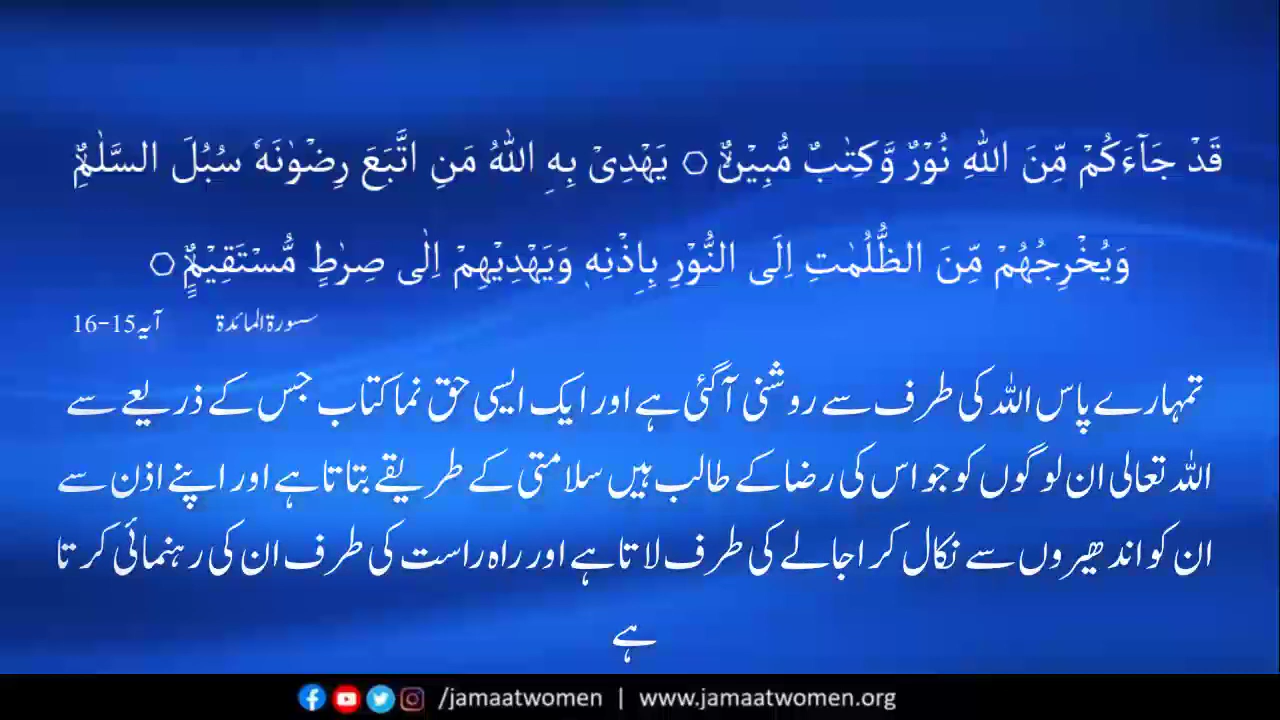 قَدۡ جَآءَكُمۡ مِّنَ اللّٰهِ نُوۡرٌ وَّكِتٰبٌ مُّبِيۡنٌۙ‏ ۝ يَهۡدِىۡ بِهِ اللّٰهُ مَنِ اتَّبَعَ رِضۡوٰنَهٗ سُبُلَ السَّلٰمِ
وَيُخۡرِجُهُمۡ مِّنَ الظُّلُمٰتِ اِلَى النُّوۡرِ بِاِذۡنِهٖ وَيَهۡدِيۡهِمۡ اِلٰى صِرٰطٍ مُّسۡتَقِيۡمٍ ۝
سورۃ المائدۃ آیہ 15-16
تمہارے پاس اللہ کی طرف سے روشنی آگئی ہے اور ایک ایسی حق نما کتاب جس کے ذریعے سے
اللہ تعالی ان لوگوں کو جو اس کی رضا کے طالب ہیں سلامتی کے طریقے بتاتا ہے اور اپنے اذن سے
ان کو اندھیروں سے نکال کر اجالے کی طرف لاتا ہے اور راہ راست کی طرف ان کی رہنمائی کرتا
ہے
/jamaatwomen | www.jamaatwomen.org